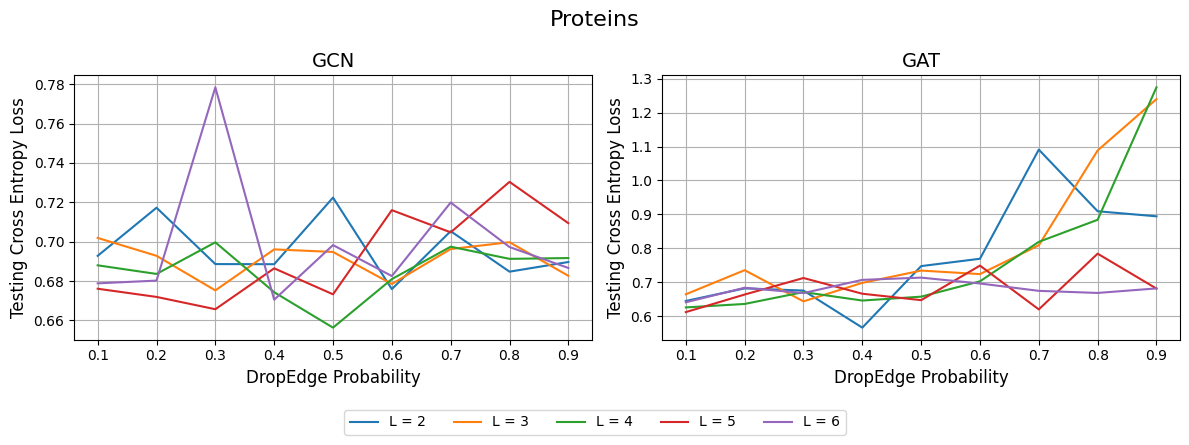 Proteins
GCN
Testing Cross Entropy Loss
0.78
0.76
0.74
0.72
0.70
0.68
0.66
0.1 0.2 0.3 0.4 0.5 0.6 0.7 0.8 0.9
DropEdge Probability
GAT
Testing Cross Entropy Loss
1.3
1.2
1.1
1.0
0.9
0.8
0.7
0.6
0.1 0.2 0.3 0.4 0.5 0.6 0.7 0.8 0.9
DropEdge Probability
L = 2 L = 3 L = 4 L = 5 L = 6